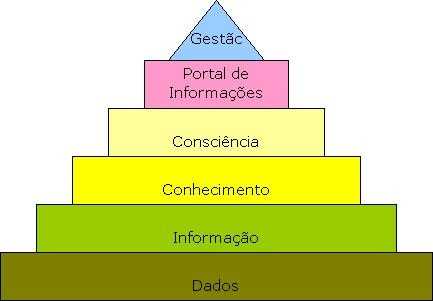 Gestãc
Portal de
Informações
Consciência
Conhecimento
Informação
Dados